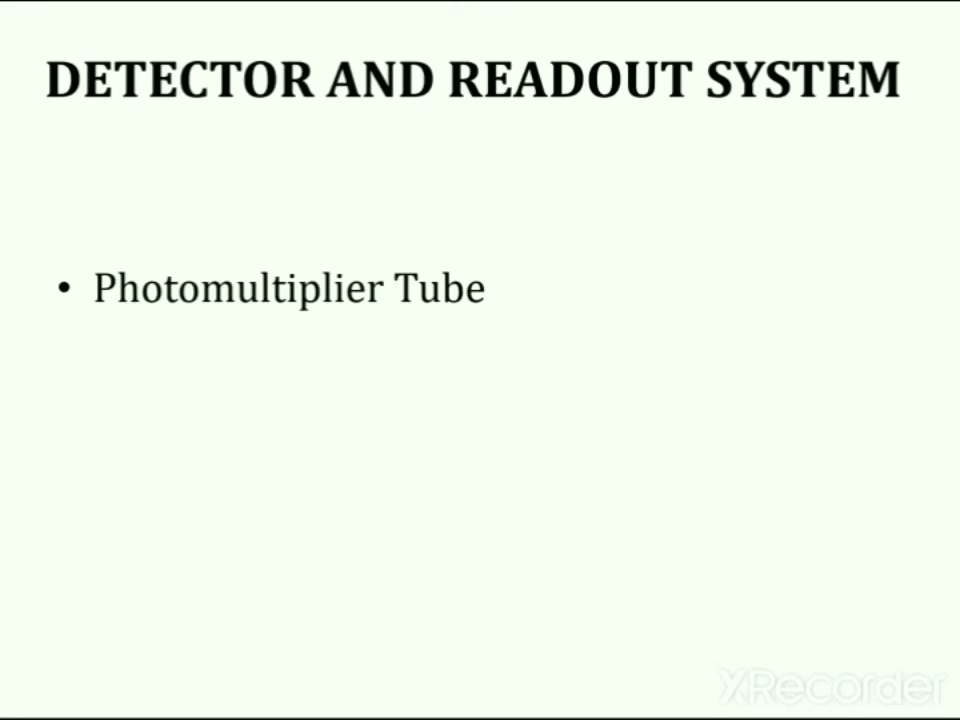 DETECTOR AND READOUT SYSTEM
• Photomultiplier Tube
XRecorder